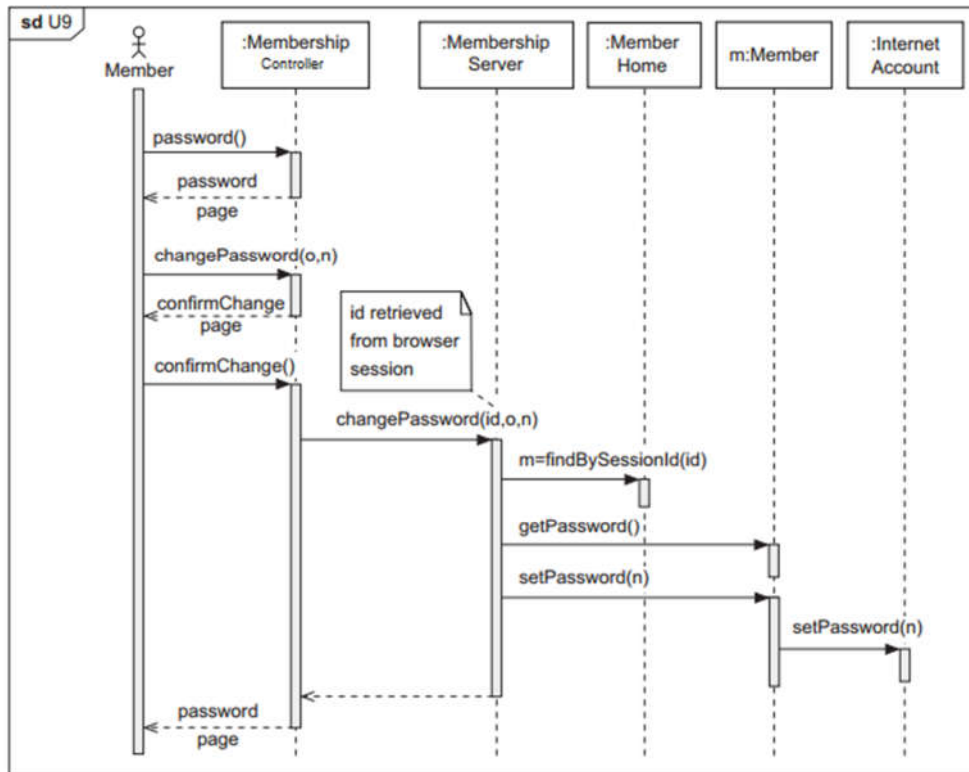 sd U9
Member
:Membership
Controller
:Membership
Server
:Member
Home
m:Member
:Internet
Account
password()
password
page
changePassword(o,n)
confirmChange
page
id retrieved
from browser
session
confirmChange()
changePassword(id,o,n)
m=findBySessionId(id)
getPassword()
setPassword(n)
setPassword(n)
password
page